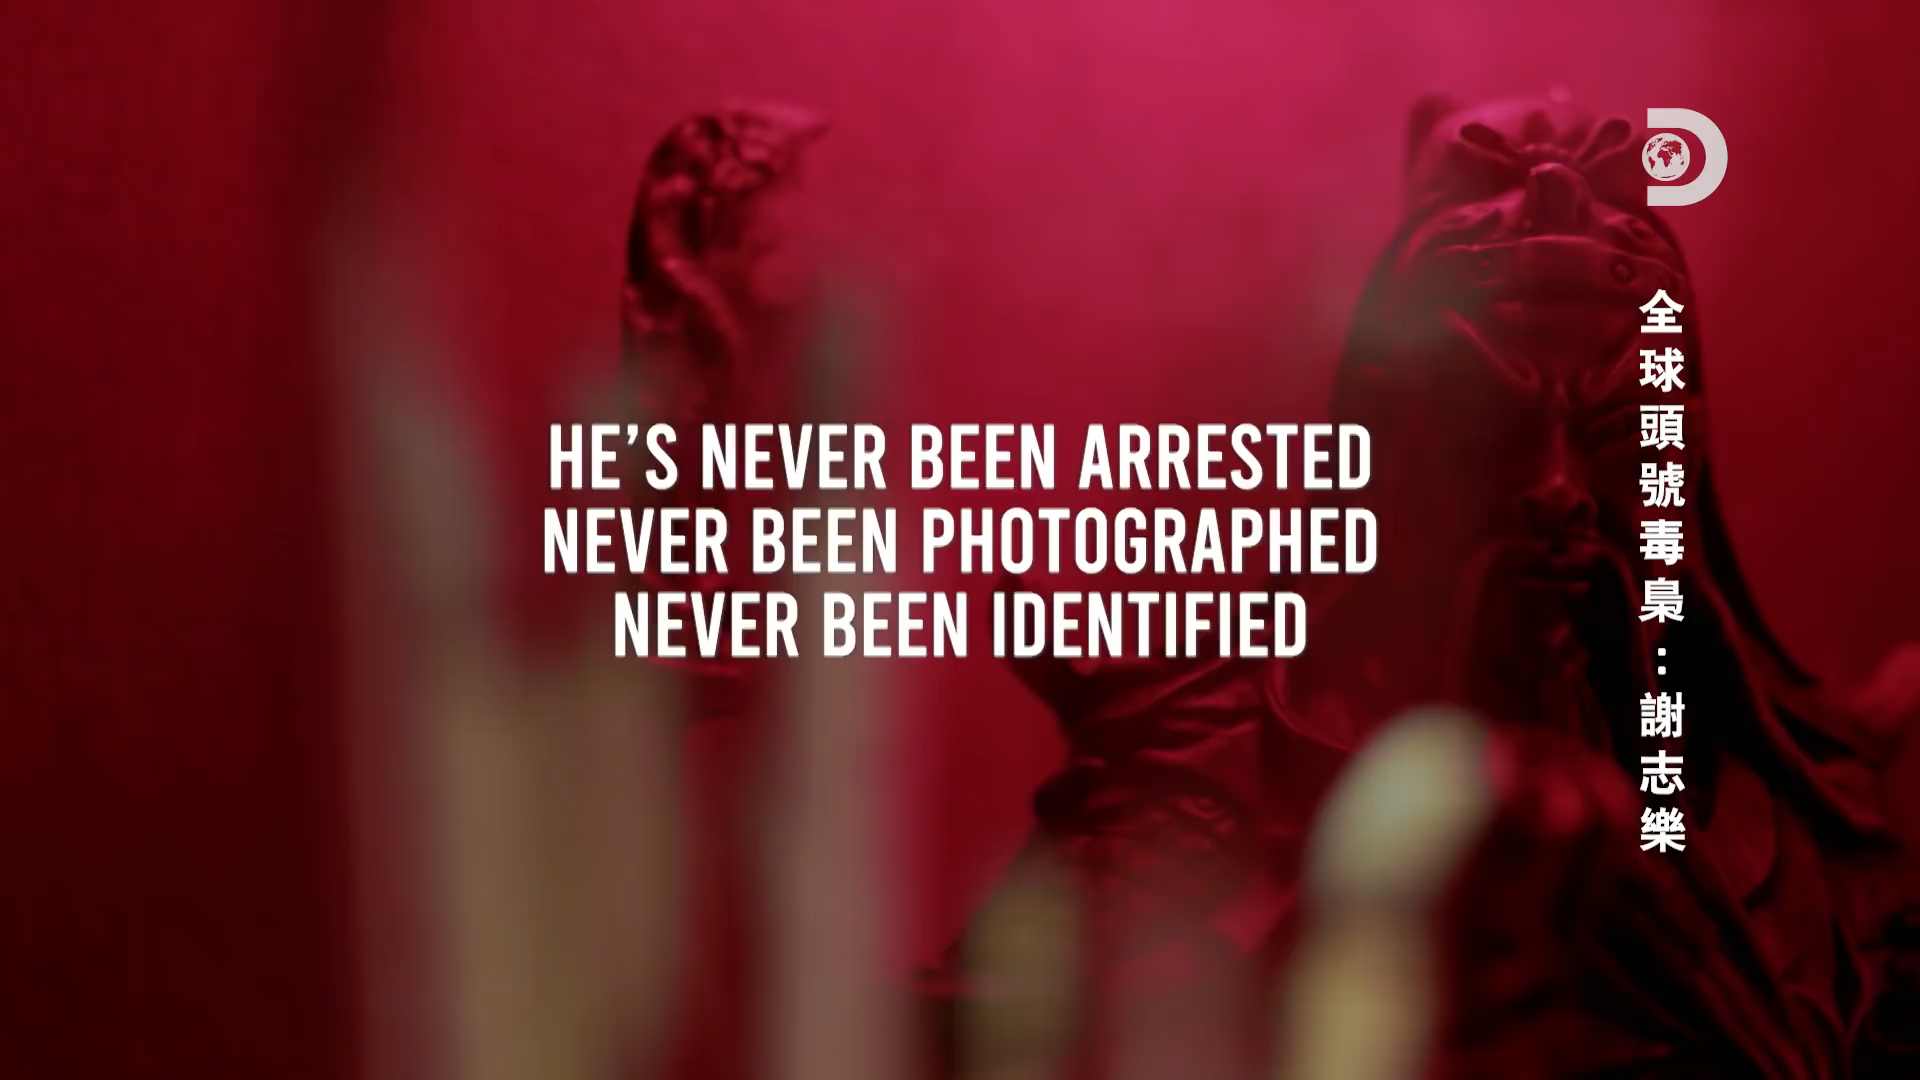 HE’S NEVER BEEN ARRESTED
NEVER BEEN PHOTOGRAPHED
NEVER BEEN IDENTIFIED
全球頭號毒梟：謝志樂